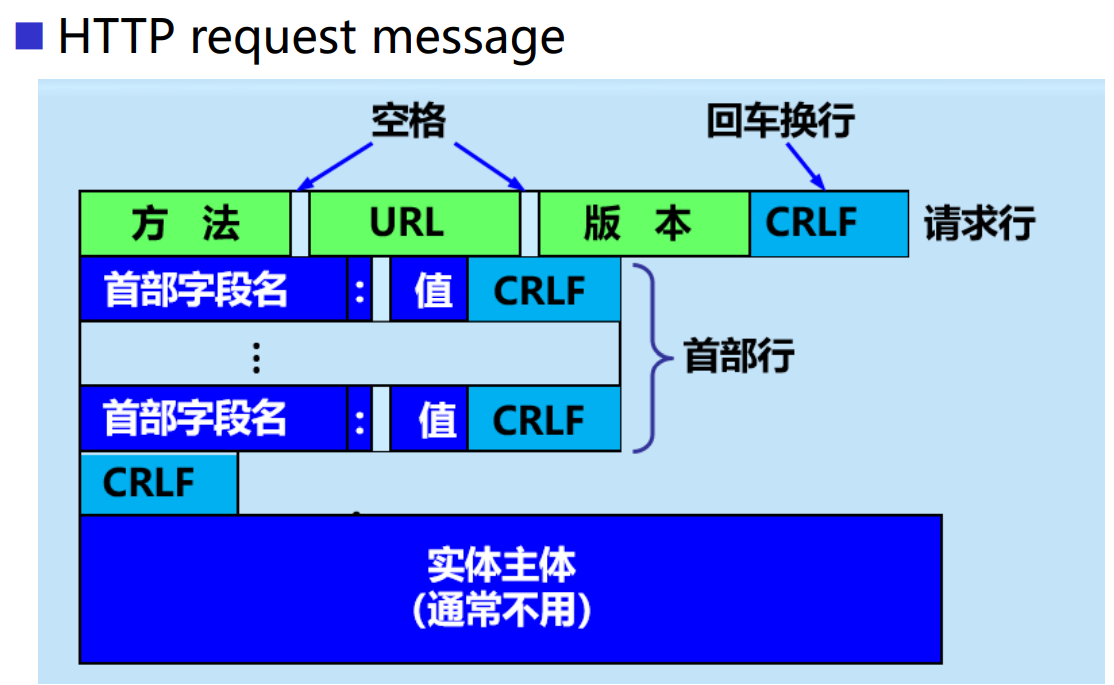 HTTP request message
空格 回车换行
方 法 URL 版 本 CRLF 请求行
首部字段名 : 值 CRLF
⋮ 首部行
首部字段名 : 值 CRLF
CRLF
实体主体
(通常不用)